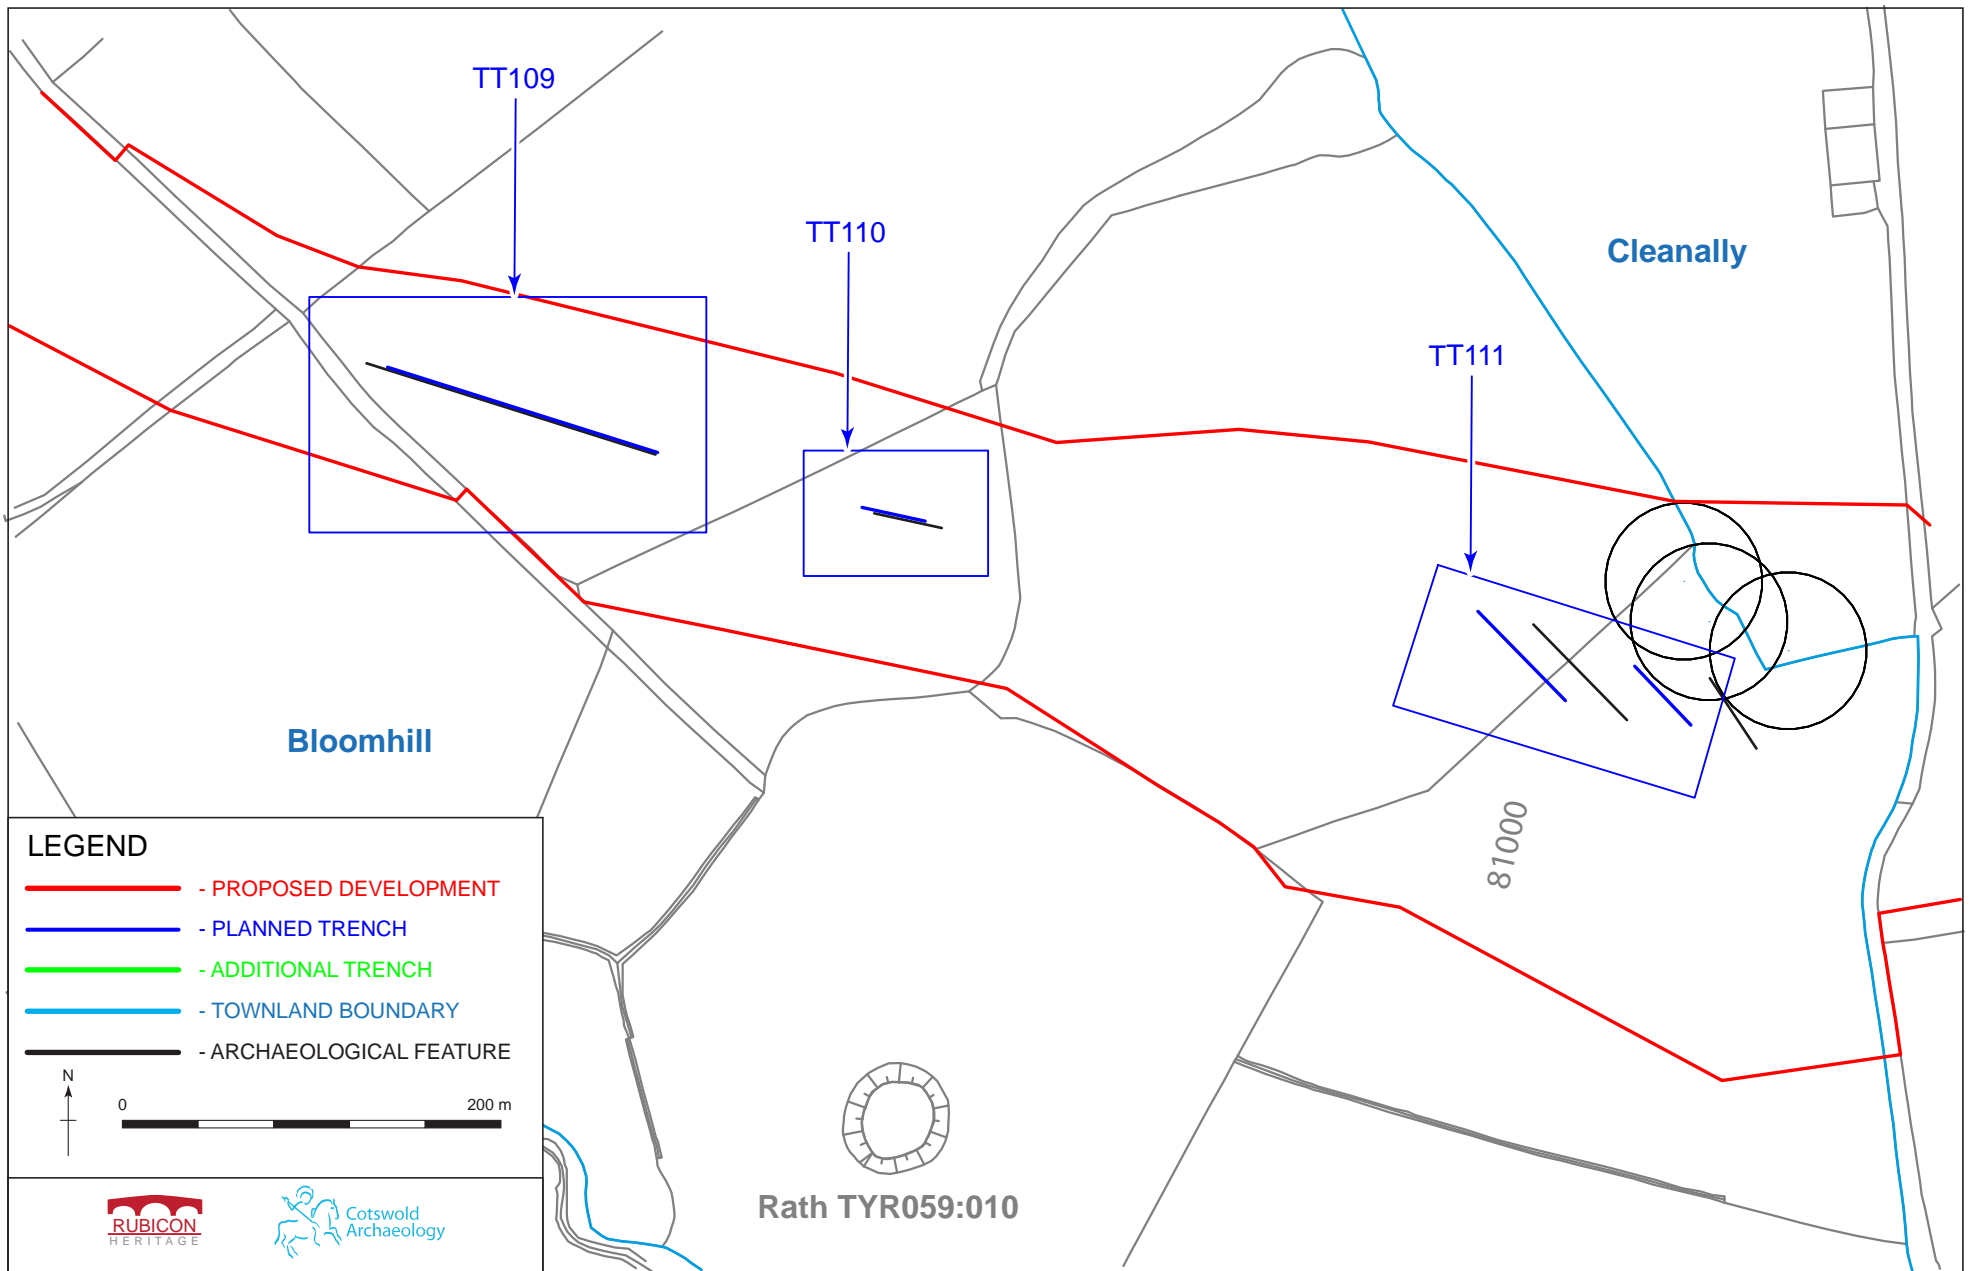 TT109
TT110
Cleanally
TT111
Bloomhill
81000
LEGEND
- PROPOSED DEVELOPMENT
- PLANNED TRENCH
- ADDITIONAL TRENCH
- TOWNLAND BOUNDARY
- ARCHAEOLOGICAL FEATURE
N
0 200 m
RUBICON
HERITAGE
Cotswold
Archaeology
Rath TYR059:010